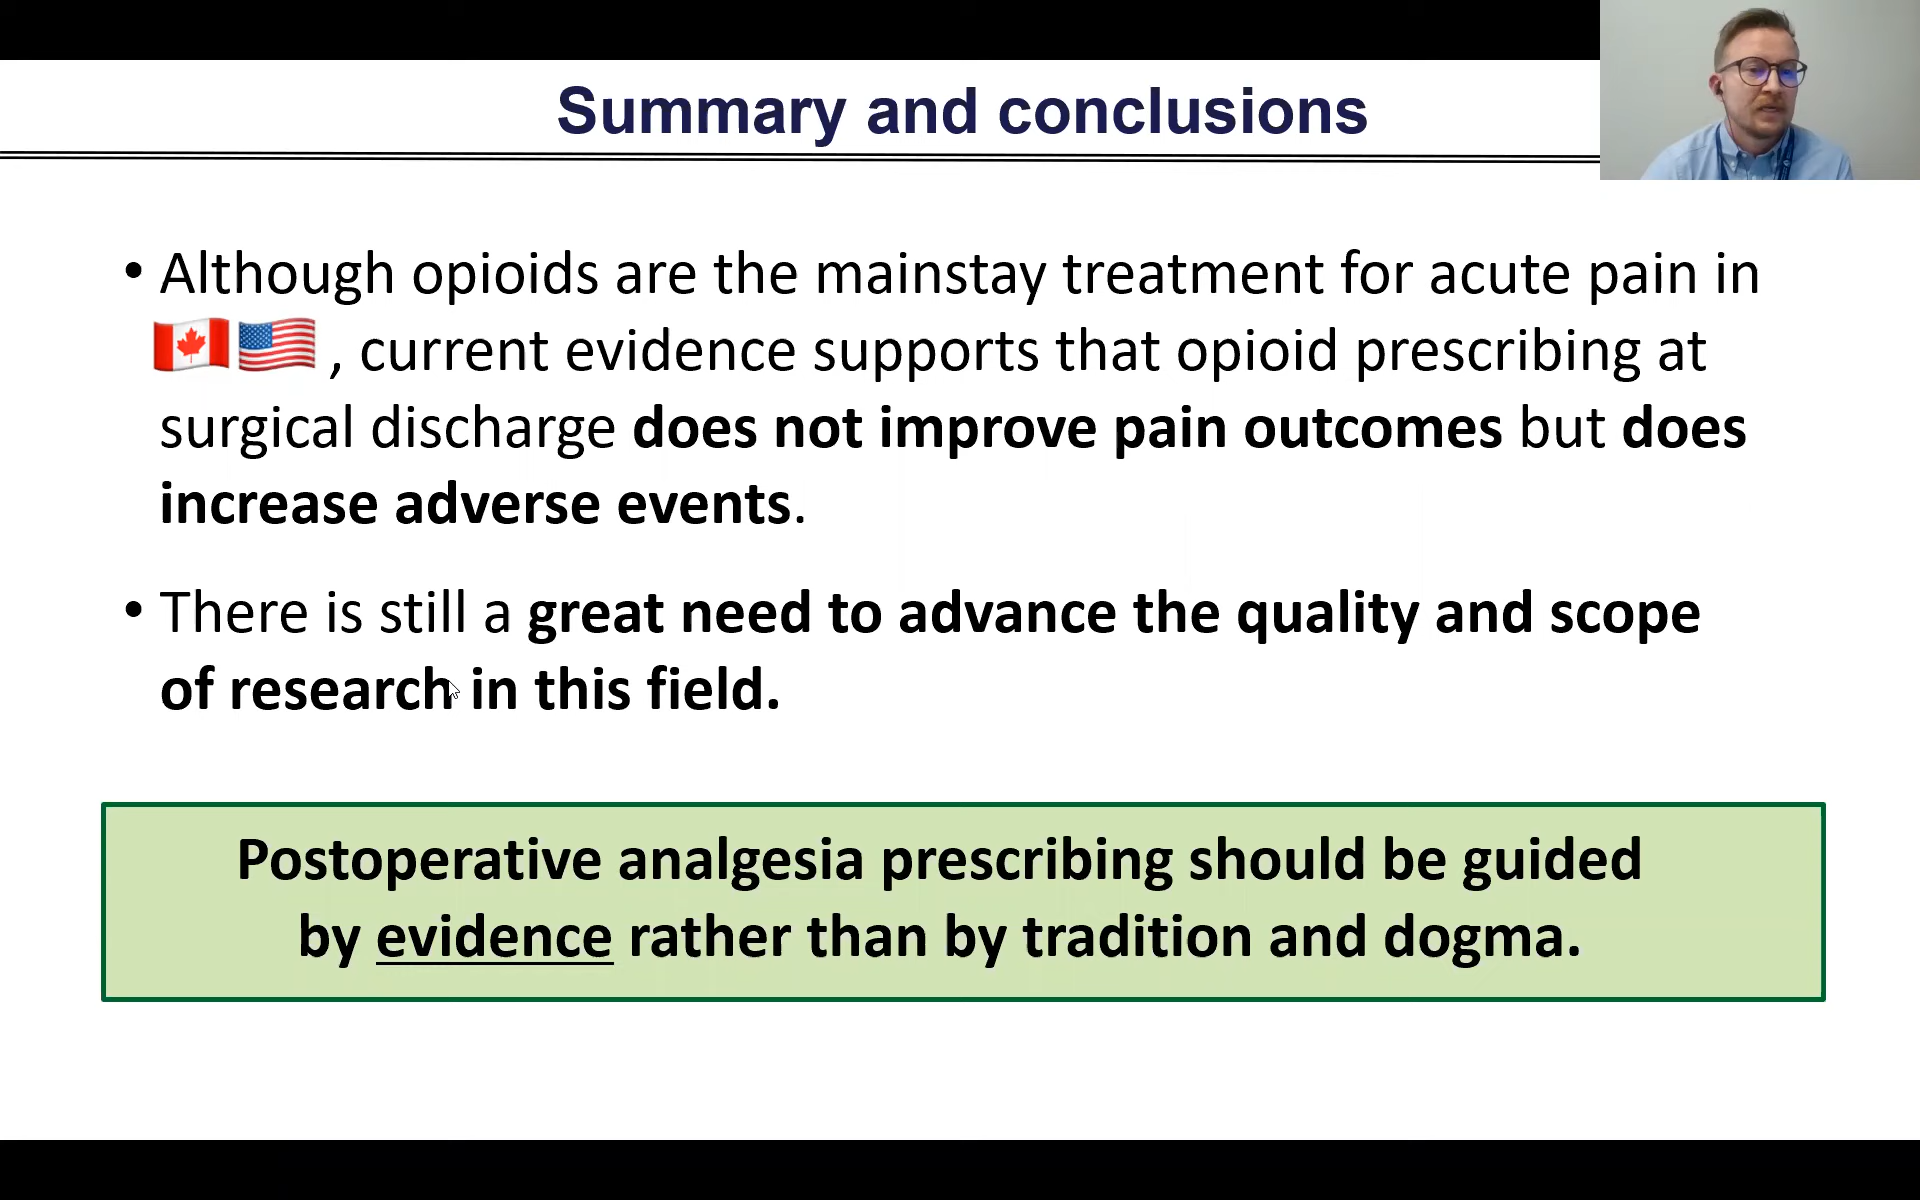 Summary and conclusions
• Although opioids are the mainstay treatment for acute pain in
🇨🇦🇺🇸 , current evidence supports that opioid prescribing at
surgical discharge does not improve pain outcomes but does
increase adverse events.
• There is still a great need to advance the quality and scope
of research in this field.
Postoperative analgesia prescribing should be guided
by evidence rather than by tradition and dogma.